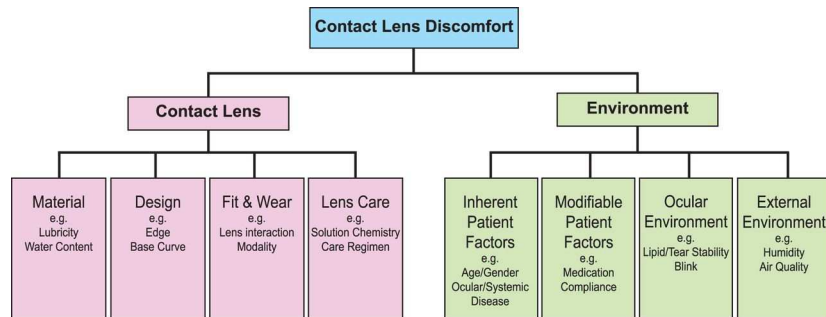 Contact Lens Discomfort
Contact Lens
Environment
Material
e.g.
Lubricity
Water Content
Design
e.g.
Edge
Base Curve
Fit & Wear
e.g.
Lens interaction
Modality
Lens Care
e.g.
Solution Chemistry
Care Regimen
Inherent
Patient
Factors
e.g.
Age/Gender
Ocular/Systemic
Disease
Modifiable
Patient
Factors
e.g.
Medication
Compliance
Ocular
Environment
e.g.
Lipid/Tear Stability
Blink
External
Environment
e.g.
Humidity
Air Quality